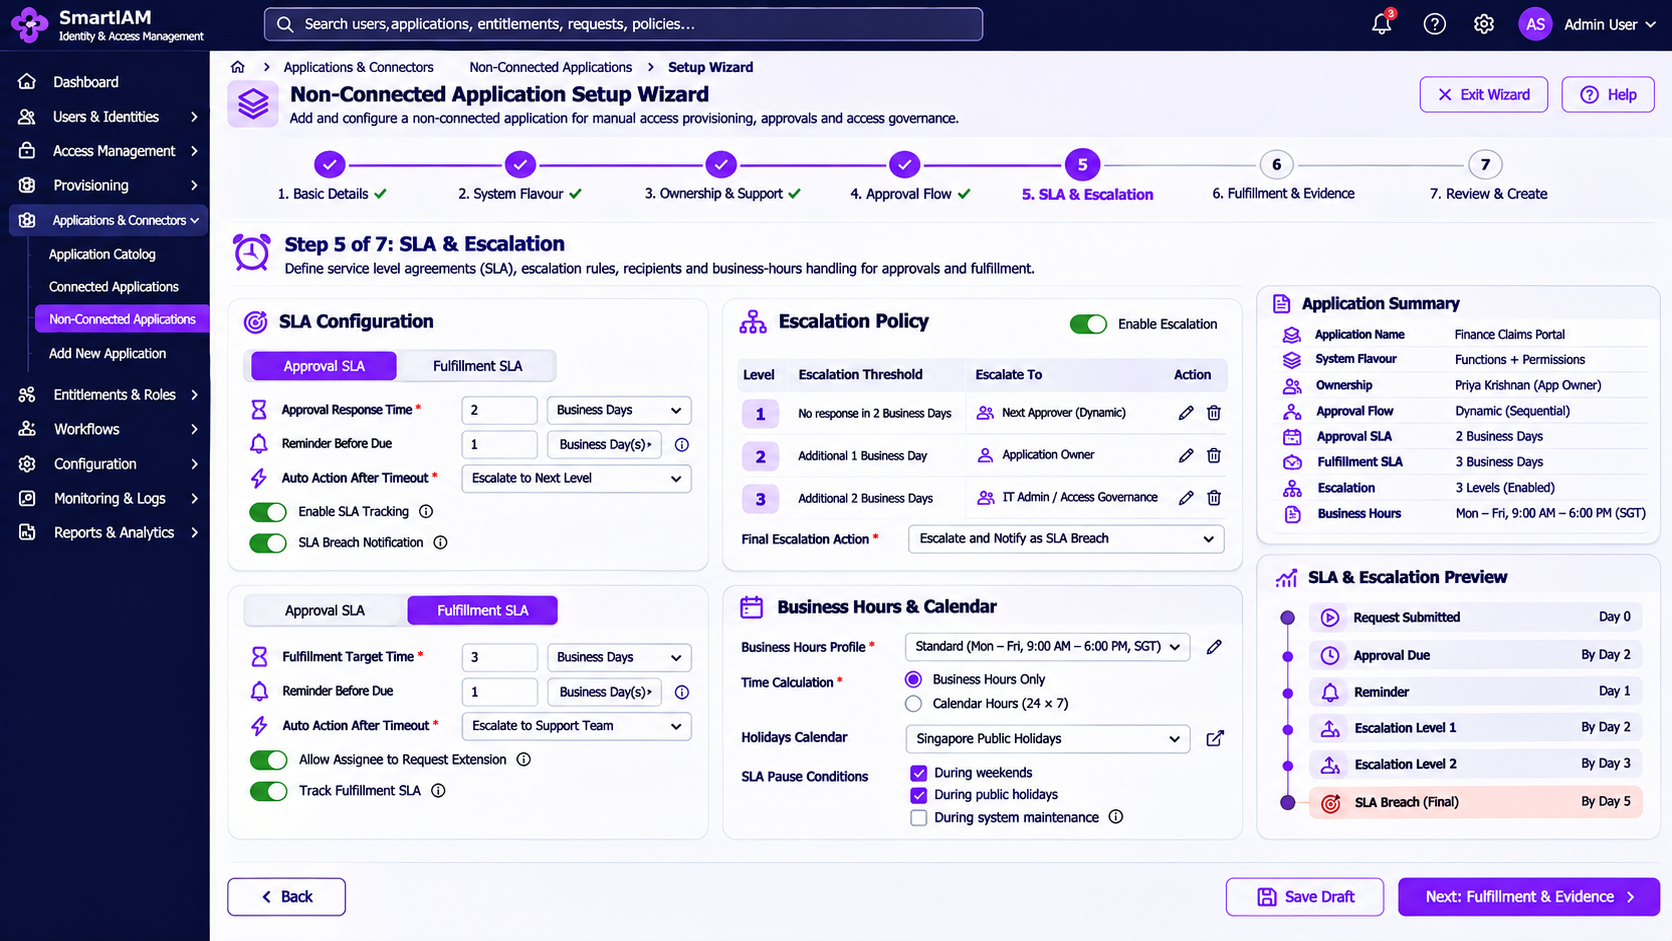 SmartIAM
Identity & Access Management
Search users,applications, entitlements, requests, policies...
3
AS
Admin User
Dashboard
Users & Identities
Access Management
Provisioning
Applications & Connectors
Application Catolog
Connected Applications
Non-Connected Applications
Add New Application
Entitlements & Roles
Workflows
Configuration
Monitoring & Logs
Reports & Analytics
Applications & Connectors
Non-Connected Applications
Setup Wizard
Non-Connected Application Setup Wizard
Add and configure a non-connected application for manual access provisioning, approvals and access governance.
Exit Wizard
Help
5
6
7
1. Basic Details
2. System Flavour
3. Ownership & Support
4. Approval Flow
5. SLA & Escalation
6. Fulfillment & Evidence
7. Review & Create
Step 5 of 7: SLA & Escalation
Define service level agreements (SLA), escalation rules, recipients and business-hours handling for approvals and fulfillment.
SLA Configuration
Approval SLA
Fulfillment SLA
Approval Response Time *
2
Business Days
Reminder Before Due
1
Business Day(s)
Auto Action After Timeout *
Escalate to Next Level
Enable SLA Tracking
SLA Breach Notification
Approval SLA
Fulfillment SLA
Fulfillment Target Time *
3
Business Days
Reminder Before Due
1
Business Day(s)
Auto Action After Timeout *
Escalate to Support Team
Allow Assignee to Request Extension
Track Fulfillment SLA
Escalation Policy
Enable Escalation
Level
Escalation Threshold
Escalate To
Action
1
No response in 2 Business Days
Next Approver (Dynamic)
2
Additional 1 Business Day
Application Owner
3
Additional 2 Business Days
IT Admin / Access Governance
Final Escalation Action *
Escalate and Notify as SLA Breach
Business Hours & Calendar
Business Hours Profile *
Standard (Mon – Fri, 9:00 AM – 6:00 PM, SGT)
Time Calculation *
Business Hours Only
Calendar Hours (24 × 7)
Holidays Calendar
Singapore Public Holidays
SLA Pause Conditions
During weekends
During public holidays
During system maintenance
Application Summary
Application Name
Finance Claims Portal
System Flavour
Functions + Permissions
Ownership
Priya Krishnan (App Owner)
Approval Flow
Dynamic (Sequential)
Approval SLA
2 Business Days
Fulfillment SLA
3 Business Days
Escalation
3 Levels (Enabled)
Business Hours
Mon – Fri, 9:00 AM – 6:00 PM (SGT)
SLA & Escalation Preview
Request Submitted
Day 0
Approval Due
By Day 2
Reminder
Day 1
Escalation Level 1
By Day 2
Escalation Level 2
By Day 3
SLA Breach (Final)
By Day 5
Back
Save Draft
Next: Fulfillment & Evidence